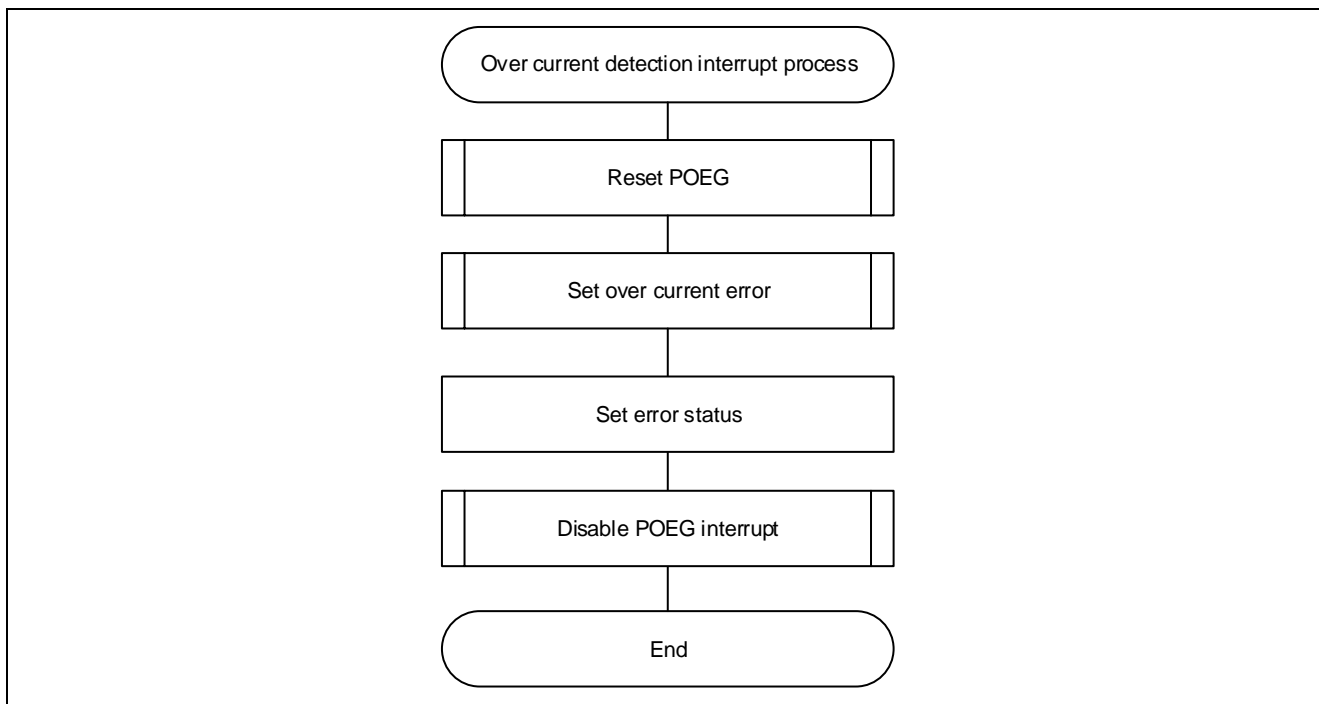 Over current detection interrupt process
Reset POEG
Set over current error
Set error status
Disable POEG interrupt
End